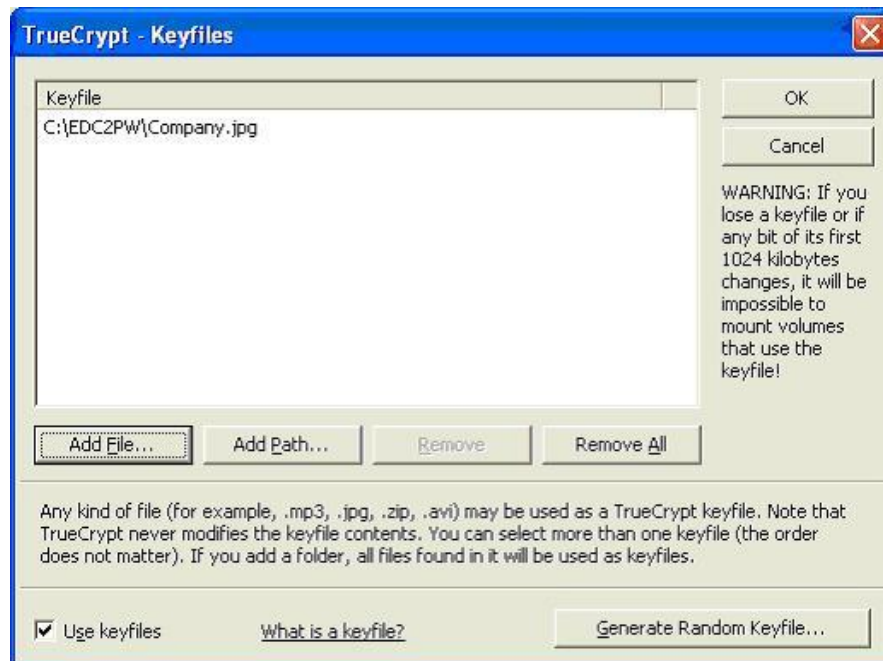 TrueCrypt - Keyfiles
Keyfile
C:\EDC2PW\Company.jpg
OK
Cancel
WARNING: If you
lose a keyfile or if
any bit of its first
1024 kilobytes
changes, it will be
impossible to
mount volumes
that use the
keyfile!
Add File...
Add Path...
Remove
Remove All
Any kind of file (for example, .mp3, .jpg, .zip, .avi) may be used as a TrueCrypt keyfile. Note that
TrueCrypt never modifies the keyfile contents. You can select more than one keyfile (the order
does not matter). If you add a folder, all files found in it will be used as keyfiles.
Use keyfiles
What is a keyfile?
Generate Random Keyfile...